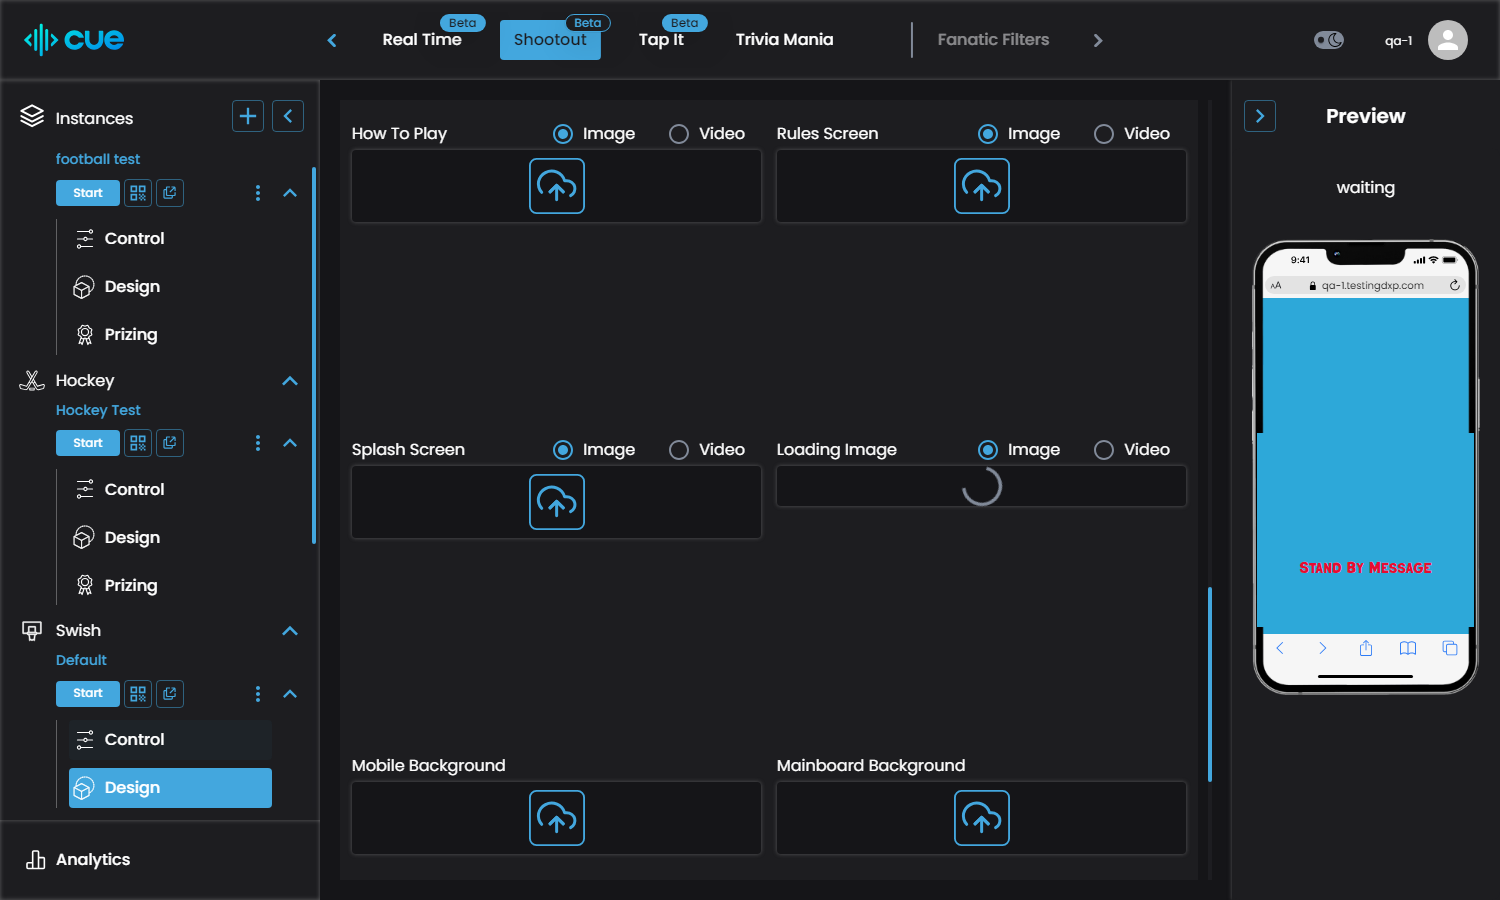 cue
Real Time
Beta
Shootout
Beta
Tap It
Beta
Trivia Mania
Fanatic Filters
qa-1
Instances
football test
Start
Control
Design
Prizing
Hockey
Hockey Test
Start
Control
Design
Prizing
Swish
Default
Start
Control
Design
Analytics
How To Play
Image
Video
Rules Screen
Image
Video
Splash Screen
Image
Video
Loading Image
Image
Video
Mobile Background
Mainboard Background
Preview
waiting
9:41
AA
qa-1.testingdxp.com
Stand By Message